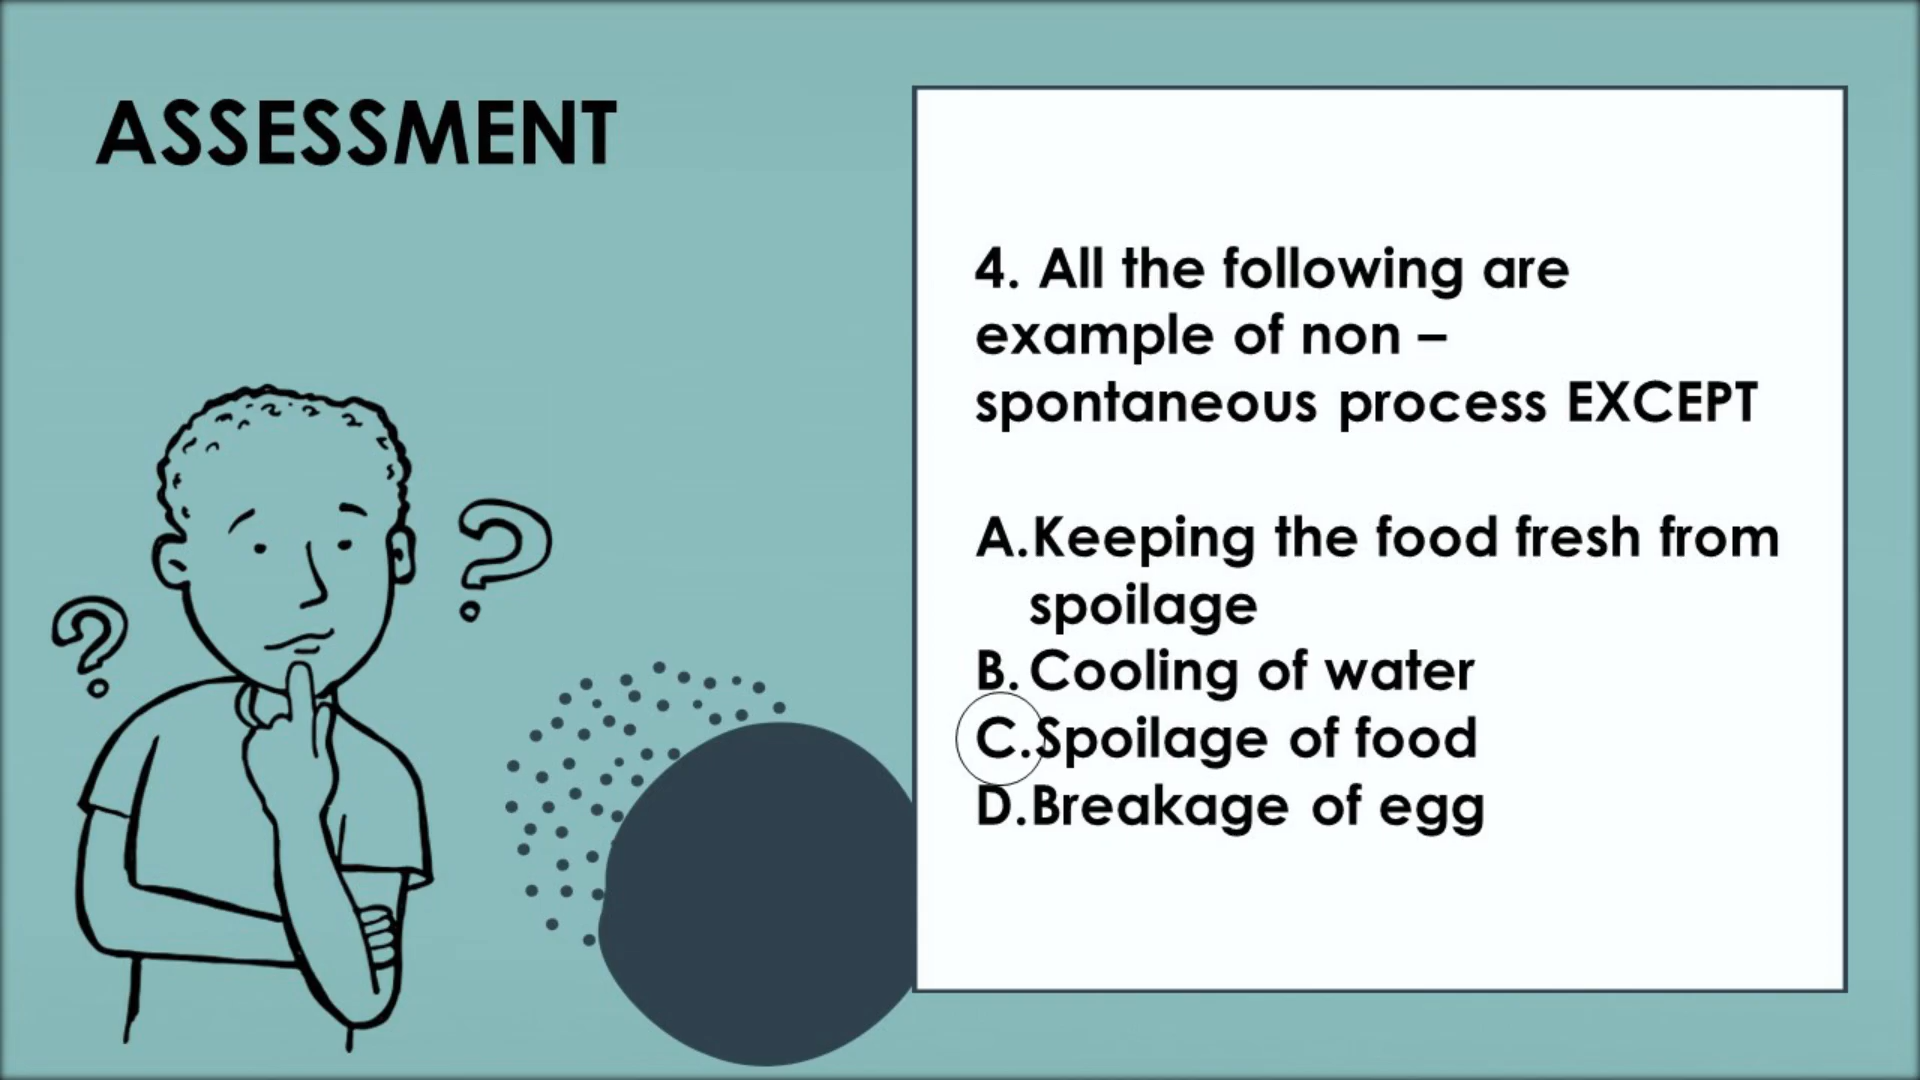 ASSESSMENT
4. All the following are
example of non –
spontaneous process EXCEPT
A.Keeping the food fresh from
spoilage
B. Cooling of water
C.Spoilage of food
D.Breakage of egg
? 
?